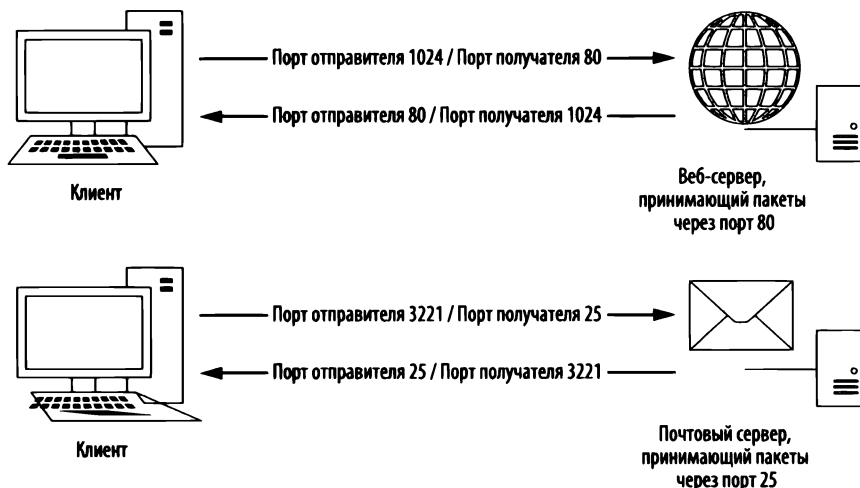 Порт отправителя 1024 / Порт получателя 80
Порт отправителя 80 / Порт получателя 1024
Клиент
Веб-сервер,
принимающий пакеты
через порт 80
Порт отправителя 3221 / Порт получателя 25
Порт отправителя 25 / Порт получателя 3221
Клиент
Почтовый сервер,
принимающий пакеты
через порт 25